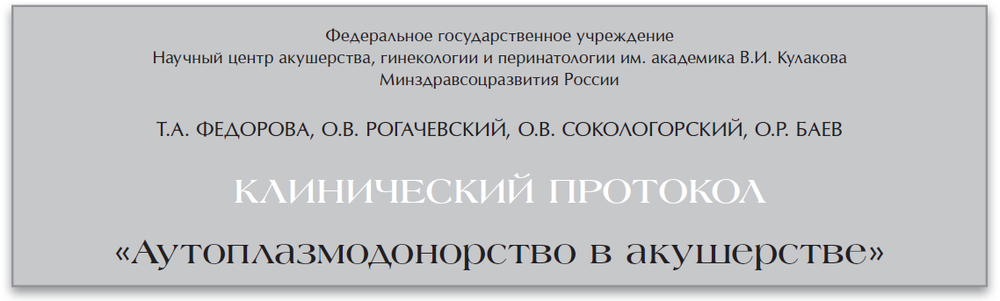 Федеральное государственное учреждение
Научный центр акушерства, гинекологии и перинатологии им. академика В.И. Кулакова
Минздравсоцразвития России
Т.А. ФЕДОРОВА, О.В. РОГАЧЕВСКИЙ, О.В. СОКОЛОГОРСКИЙ, О.Р. БАЕВ
КЛИНИЧЕСКИЙ ПРОТОКОЛ
«Аутоплазмодонорство в акушерстве»